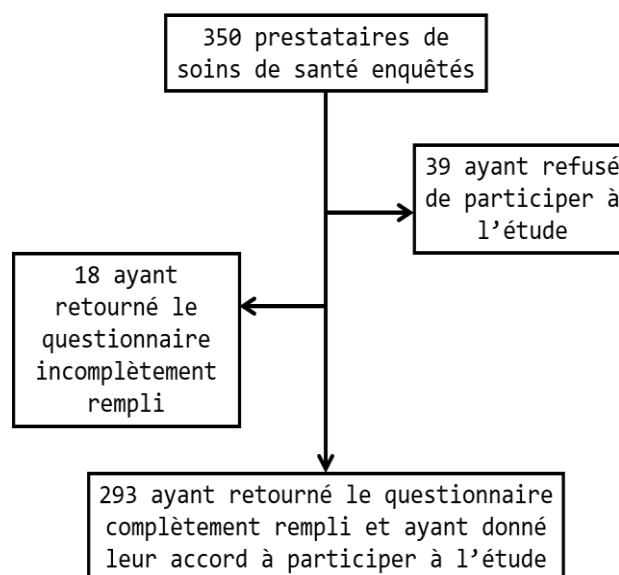 350 prestataires de
soins de santé enquêtés
39 ayant refusé
de participer à
l’étude
18 ayant
retourné le
questionnaire
incomplètement
rempli
293 ayant retourné le questionnaire
complètement rempli et ayant donné
leur accord à participer à l’étude